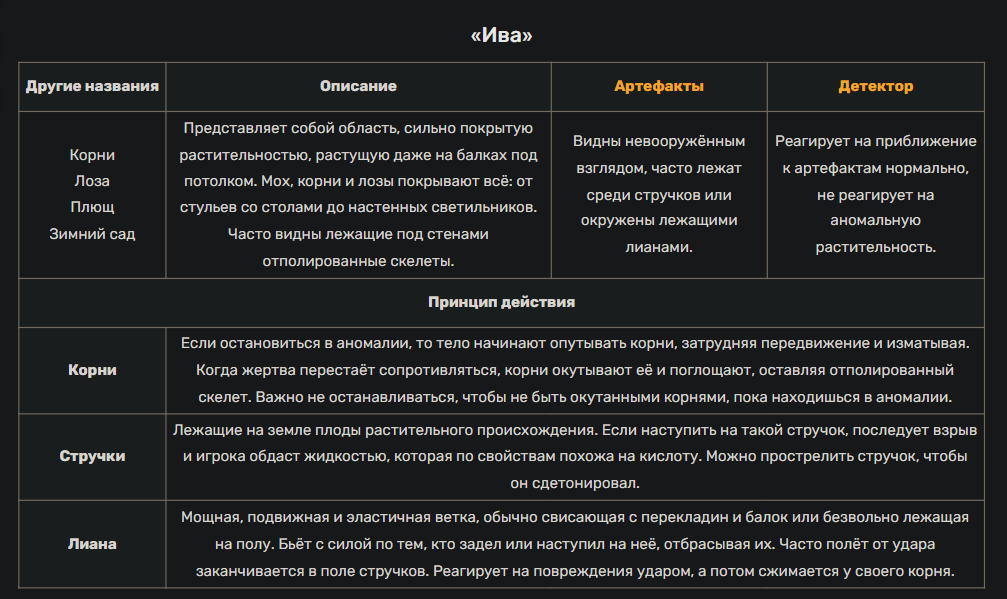 «Ива»
Другие названия
Описание
Артефакты
Детектор
Корни
Лоза
Плющ
Зимний сад
Представляет собой область, сильно покрытую
растительностью, растущую даже на балках под
потолком. Мох, корни и лозы покрывают всё: от
стульев со столами до настенных светильников.
Часто видны лежащие под стенами
отполированные скелеты.
Видны невооружённым
взглядом, часто лежат
среди стручков или
окружены лежащими
лианами.
Реагирует на приближение
к артефактам нормально,
не реагирует на
аномальную
растительность.
Принцип действия
Корни
Если остановиться в аномалии, то тело начинают опутывать корни, затрудняя передвижение и изматывая.
Когда жертва перестаёт сопротивляться, корни окутывают её и поглощают, оставляя отполированный
скелет. Важно не останавливаться, чтобы не быть окутанными корнями, пока находишься в аномалии.
Стручки
Лежащие на земле плоды растительного происхождения. Если наступить на такой стручок, последует взрыв
и игрока обдаст жидкостью, которая по свойствам похожа на кислоту. Можно прострелить стручок, чтобы
он сдетонировал.
Лиана
Мощная, подвижная и эластичная ветка, обычно свисающая с перекладин и балок или безвольно лежащая
на полу. Бьёт с силой по тем, кто задел или наступил на неё, отбрасывая их. Часто полёт от удара
заканчивается в поле стручков. Реагирует на повреждения ударом, а потом сжимается у своего корня.